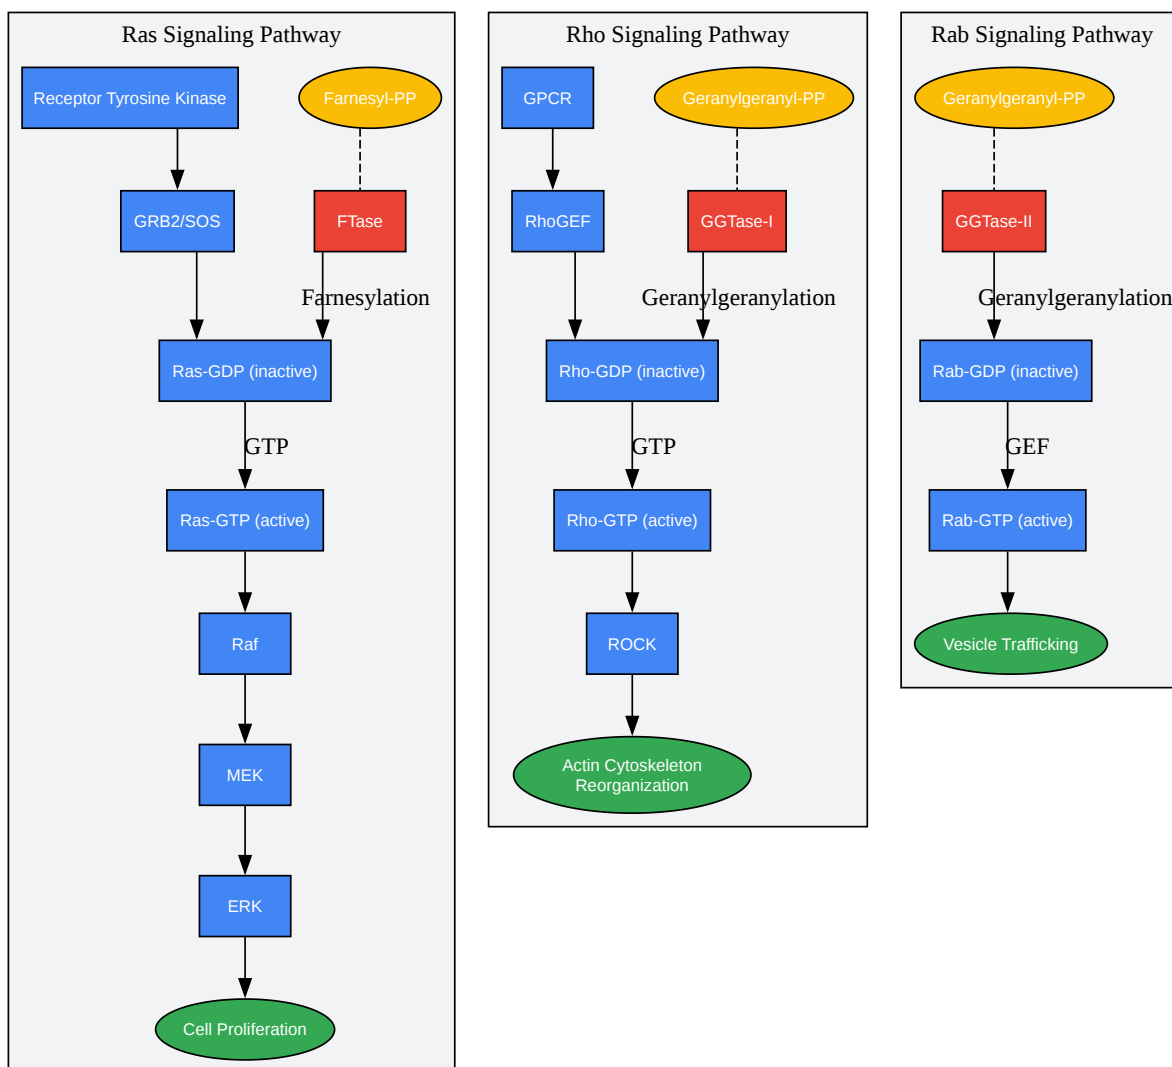 Ras Signaling Pathway
Receptor Tyrosine Kinase
Farnesyl-PP
GRB2/SOS
FTase
Farnesylation
Ras-GDP (inactive)
GTP
Ras-GTP (active)
Raf
MEK
ERK
Cell Proliferation
Rho Signaling Pathway
GPCR
Geranylgeranyl-PP
RhoGEF
GGTase-I
Geranylgeranylation
Rho-GDP (inactive)
GTP
Rho-GTP (active)
ROCK
Actin Cytoskeleton
Reorganization
Rab Signaling Pathway
Geranylgeranyl-PP
GGTase-II
Geranylgeranylation
Rab-GDP (inactive)
GEF
Rab-GTP (active)
Vesicle Trafficking